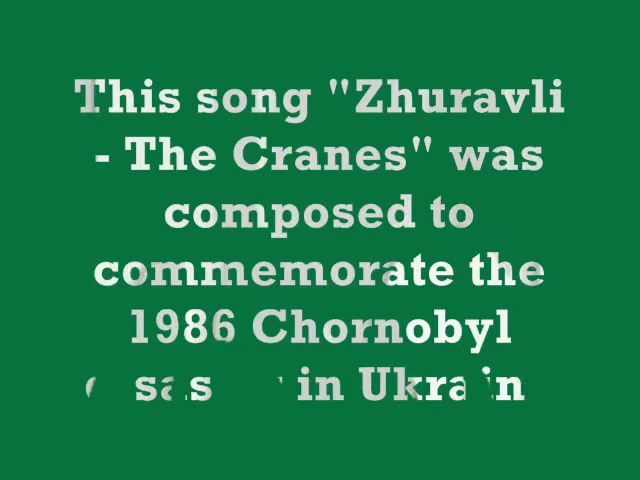 This song "Zhuravli
- The Cranes" was
composed to
commemorate the
1986 Chornobyl
in